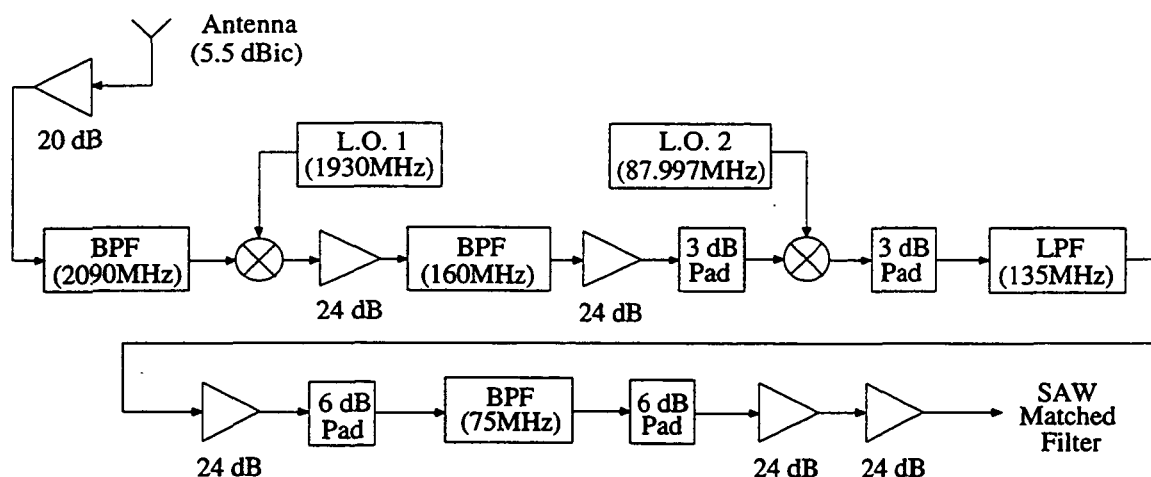 Antenna
(5.5 dBic)
20 dB
L.O. 1
(1930MHz)
L.O. 2
(87.997MHz)
BPF
(2090MHz)
24 dB
BPF
(160MHz)
24 dB
3 dB
Pad
3 dB
Pad
LPF
(135MHz)
24 dB
6 dB
Pad
BPF
(75MHz)
6 dB
Pad
24 dB
24 dB
SAW
Matched
Filter